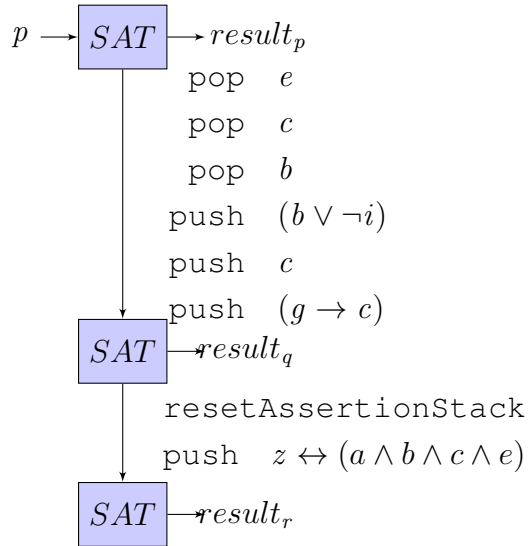 p SAT result_p
pop e
pop c
pop b
push (b ∨ ¬i)
push c
push (g → c)
SAT result_q
resetAssertionStack
push z ↔ (a ∧ b ∧ c ∧ e)
SAT result_r